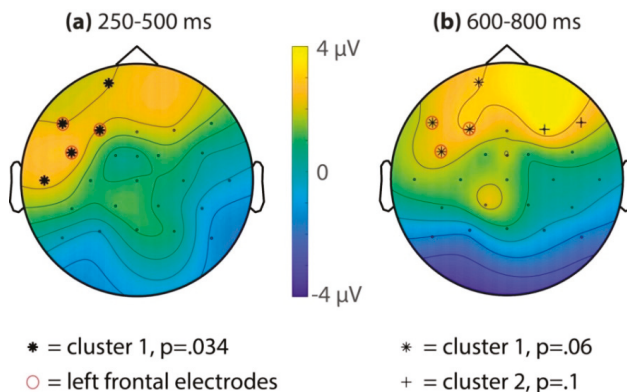 (a) 250-500 ms
(b) 600-800 ms
4 µV
0
-4 µV
✱ = cluster 1, p=.034
○ = left frontal electrodes
✳ = cluster 1, p=.06
+ = cluster 2, p=.1